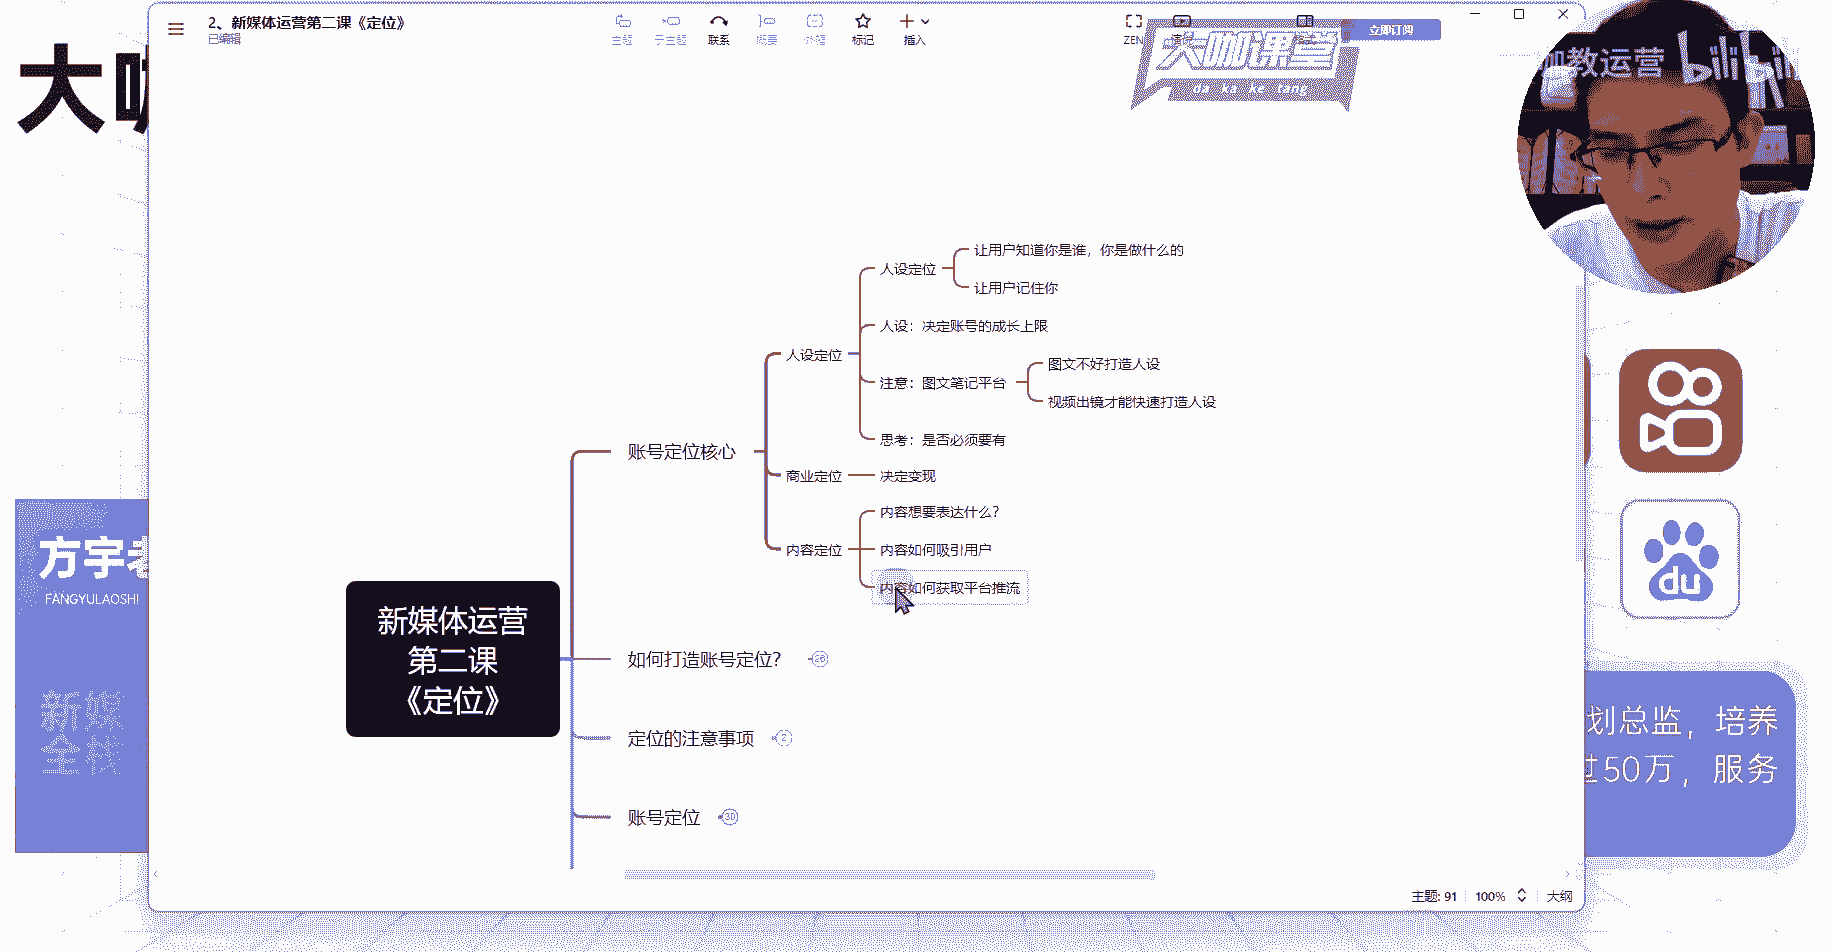 2、新媒体运营第二课《定位》
已编辑
主题
子主题
联系
概要
外框
标记
插入
ZEN
立即订阅
大咖课堂
da ka ke tang
咖教运营
bilibili
大咖
让用户知道你是谁，你是做什么的
人设定位
让用户记住你
人设：决定账号的成长上限
人设定位
图文不好打造人设
注意：图文笔记平台
视频出镜才能快速打造人设
思考：是否必须要有
账号定位核心
商业定位
决定变现
内容想要表达什么？
内容定位
内容如何吸引用户
内容如何获取平台推流
新媒体运营
第二课
《定位》
如何打造账号定位？
26
定位的注意事项
2
账号定位
30
方宇老
FANGYULAOSHI
新媒
全栈
du
划总监，培养
过50万，服务
主题: 91
100%
大纲